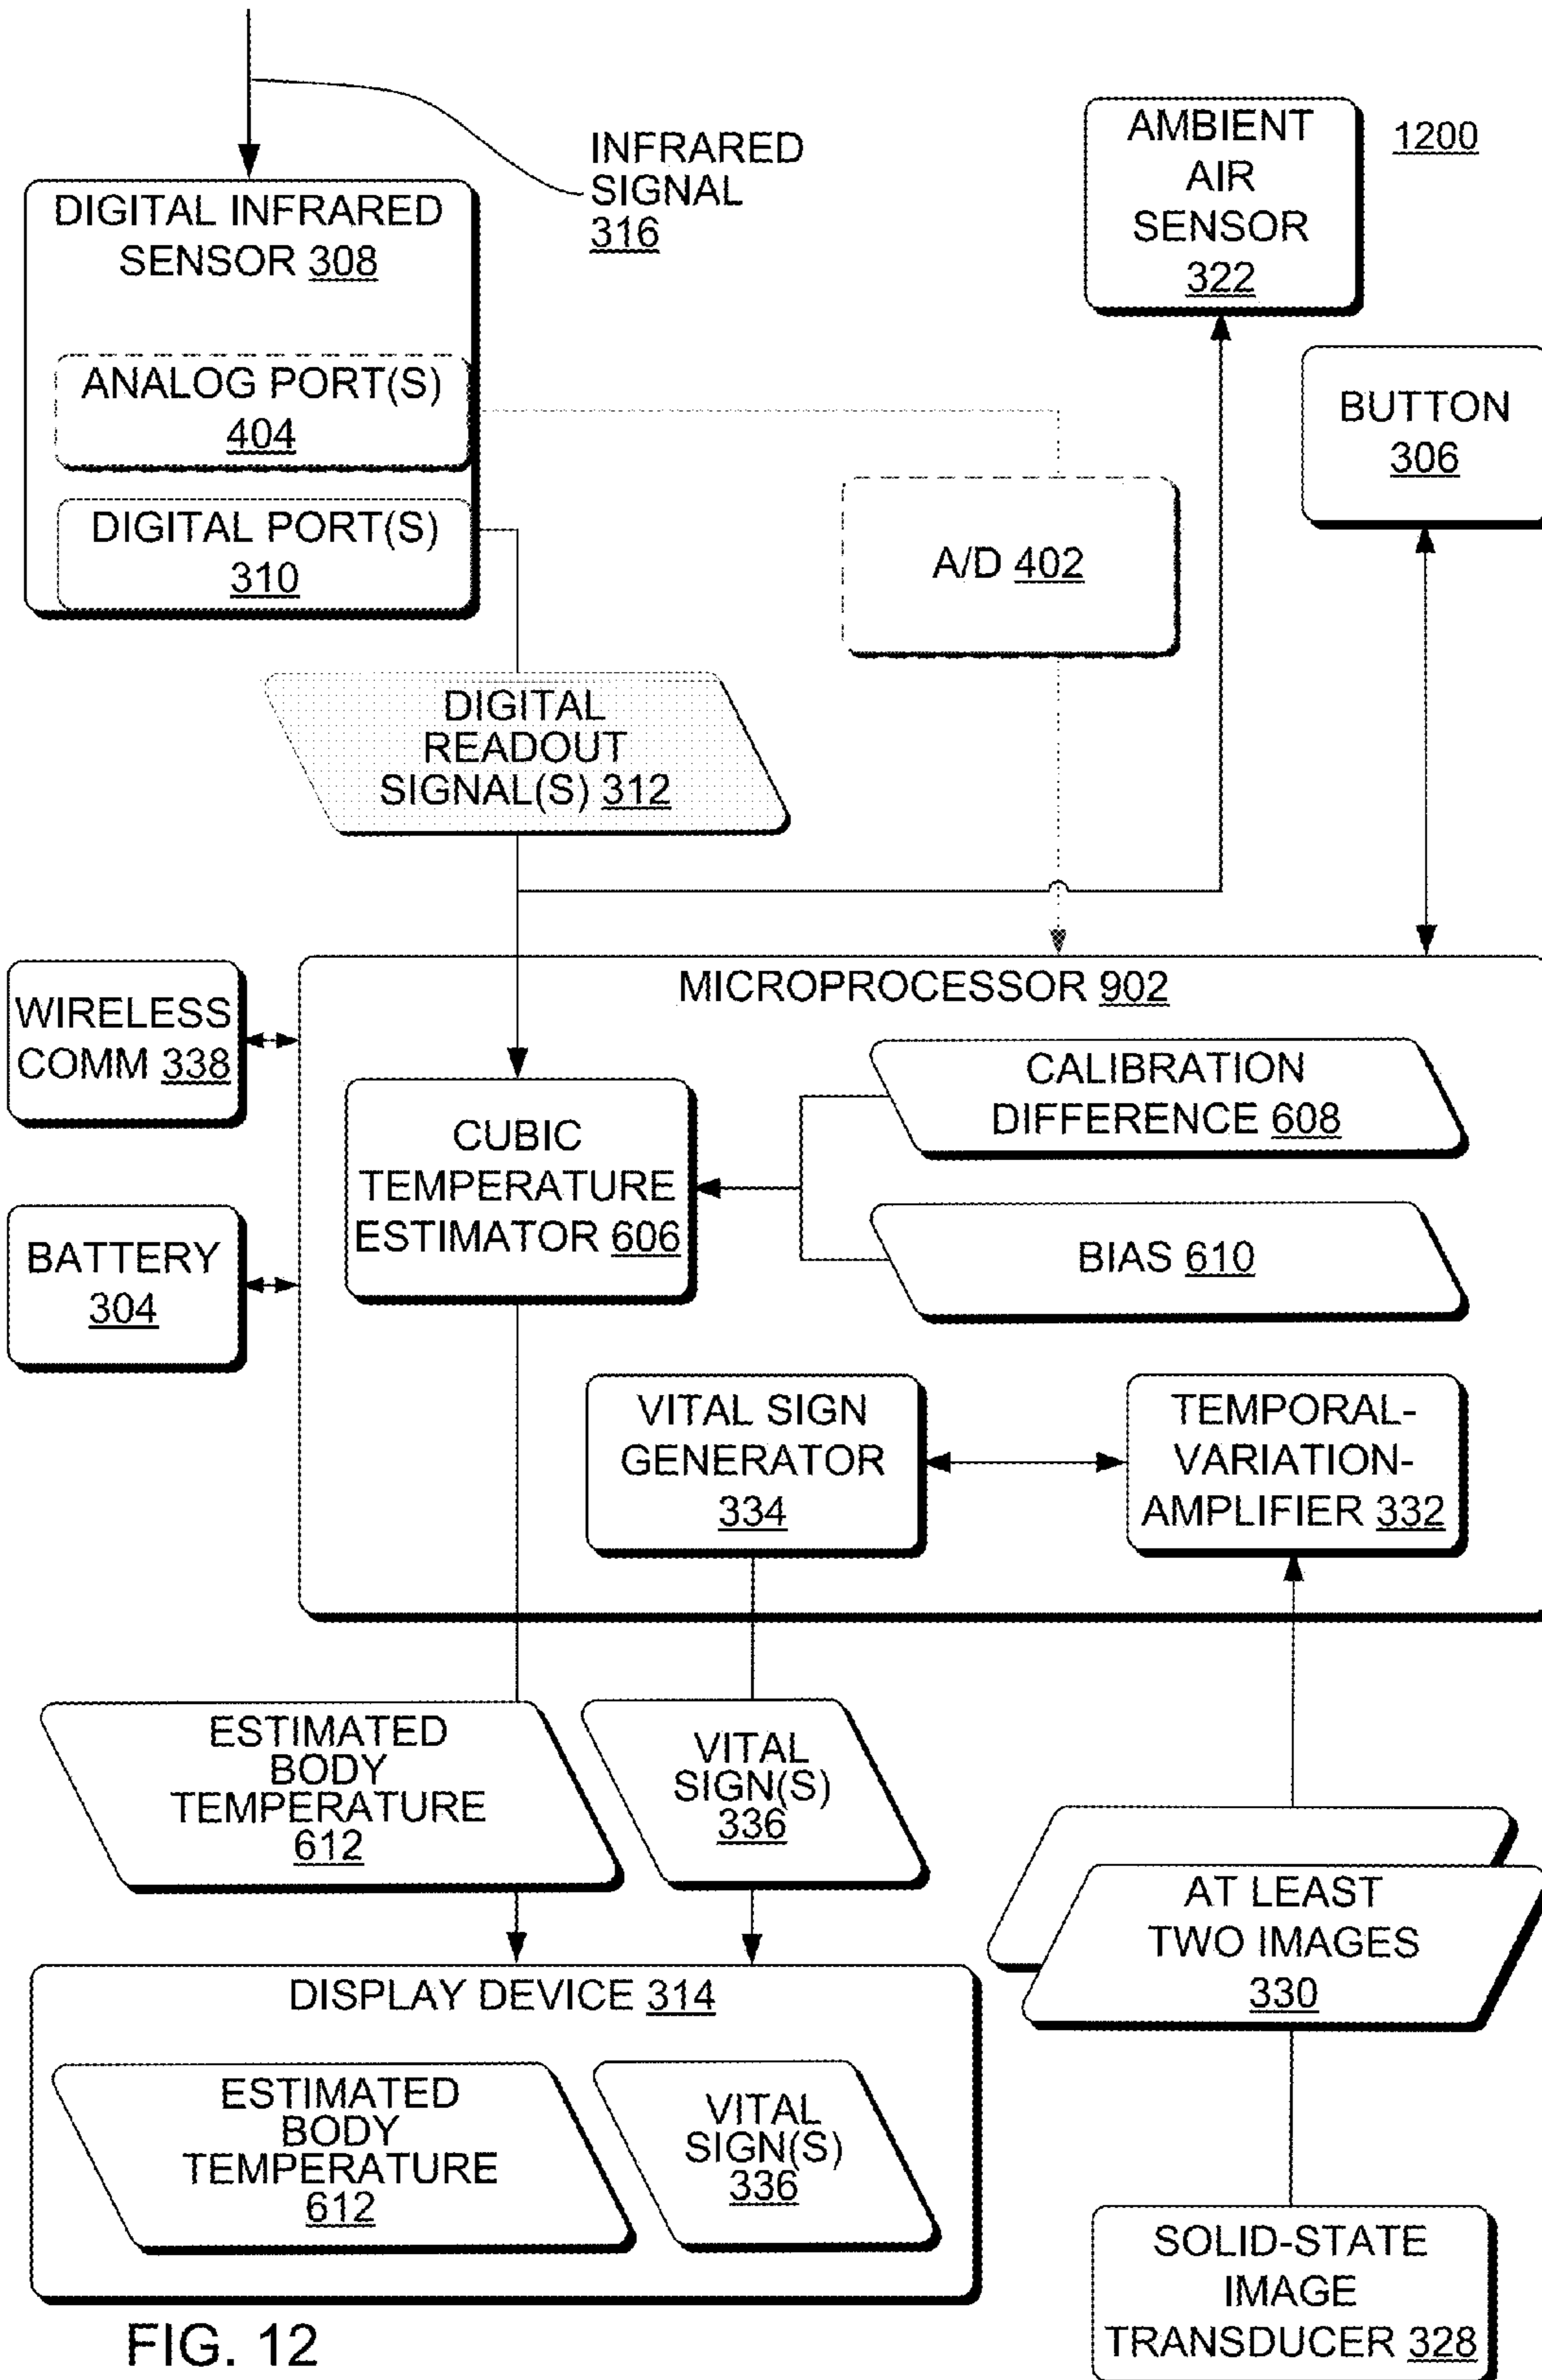 INFRARED
SIGNAL
316
AMBIENT
AIR
SENSOR
322
1200
DIGITAL INFRARED
SENSOR 308
ANALOG PORT(S)
404
DIGITAL PORT(S)
310
BUTTON
306
A/D 402
DIGITAL
READOUT
SIGNAL(S) 312
MICROPROCESSOR 902
WIRELESS
COMM 338
CALIBRATION
DIFFERENCE 608
CUBIC
TEMPERATURE
ESTIMATOR 606
BIAS 610
BATTERY
304
VITAL SIGN
GENERATOR
334
TEMPORAL-
VARIATION-
AMPLIFIER 332
ESTIMATED
BODY
TEMPERATURE
612
VITAL
SIGN(S)
336
AT LEAST
TWO IMAGES
330
DISPLAY DEVICE 314
ESTIMATED
BODY
TEMPERATURE
612
VITAL
SIGN(S)
336
SOLID-STATE
IMAGE
TRANSDUCER 328
FIG. 12